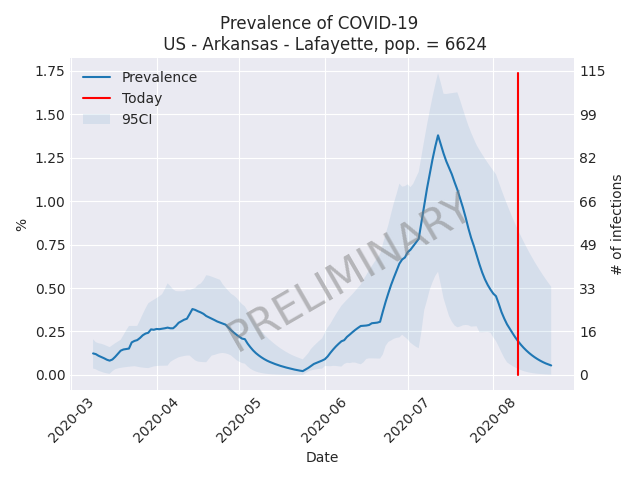 Prevalence of COVID-19
US - Arkansas - Lafayette, pop. = 6624
Prevalence
Today
95CI
%
1.75
1.50
1.25
1.00
0.75
0.50
0.25
0.00
115
99
82
66
49
33
16
0
# of infections
PRELIMINARY
2020-03
2020-04
2020-05
2020-06
2020-07
2020-08
Date